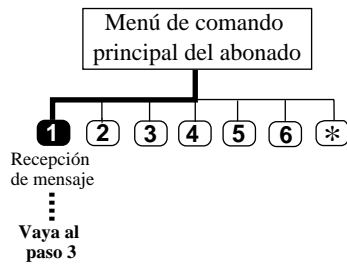 Menú de comando
principal del abonado
1 2 3 4 5 6 *
Recepción
de mensaje
Vaya al
paso 3